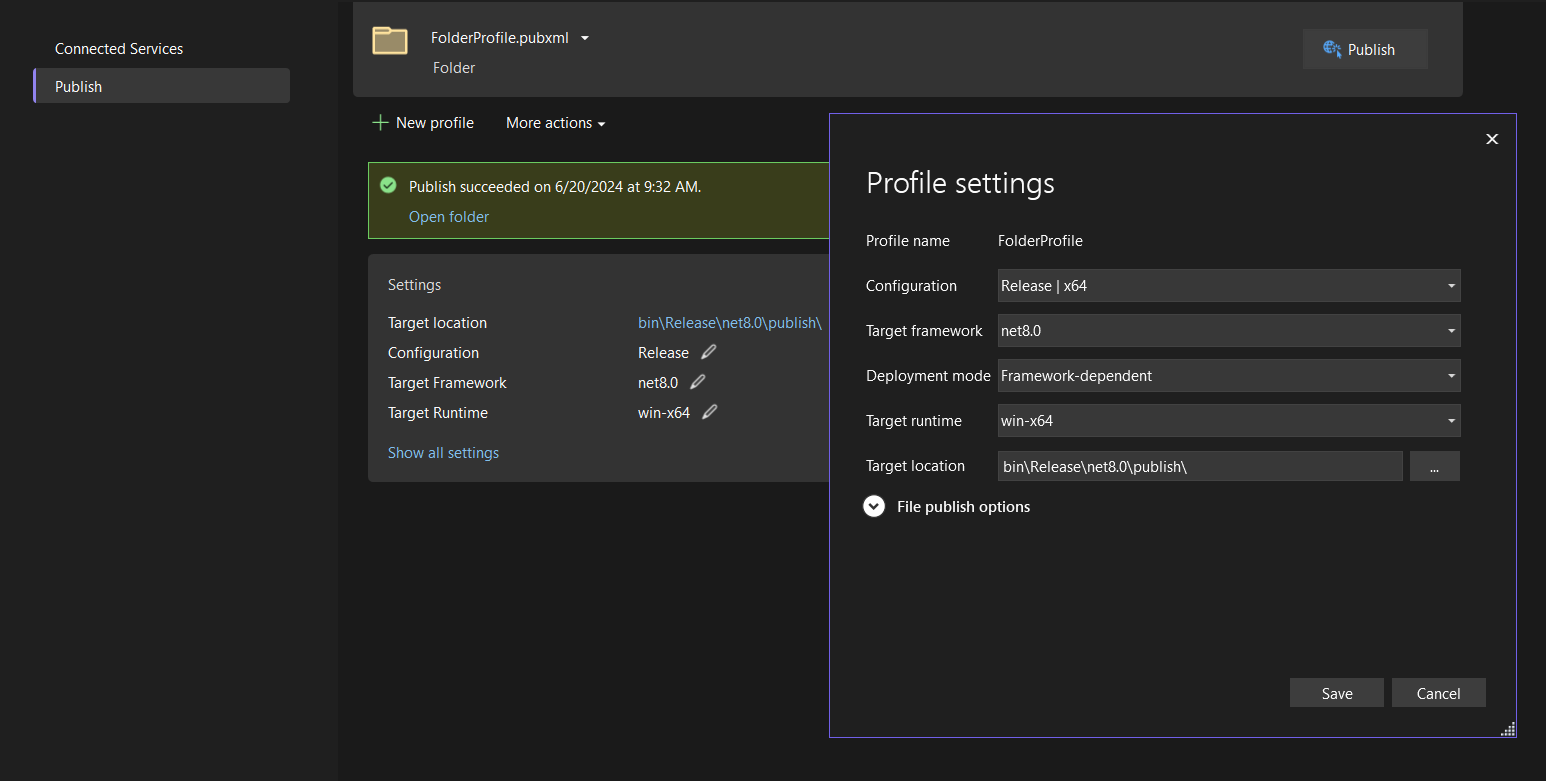 Connected Services
Publish
FolderProfile.pubxml
Folder
Publish
New profile
More actions
Publish succeeded on 6/20/2024 at 9:32 AM.
Open folder
Settings
Target location bin\Release\net8.0\publish\
Configuration Release
Target Framework net8.0
Target Runtime win-x64
Show all settings
Profile settings
Profile name FolderProfile
Configuration Release | x64
Target framework net8.0
Deployment mode Framework-dependent
Target runtime win-x64
Target location bin\Release\net8.0\publish\ ...
File publish options
Save Cancel